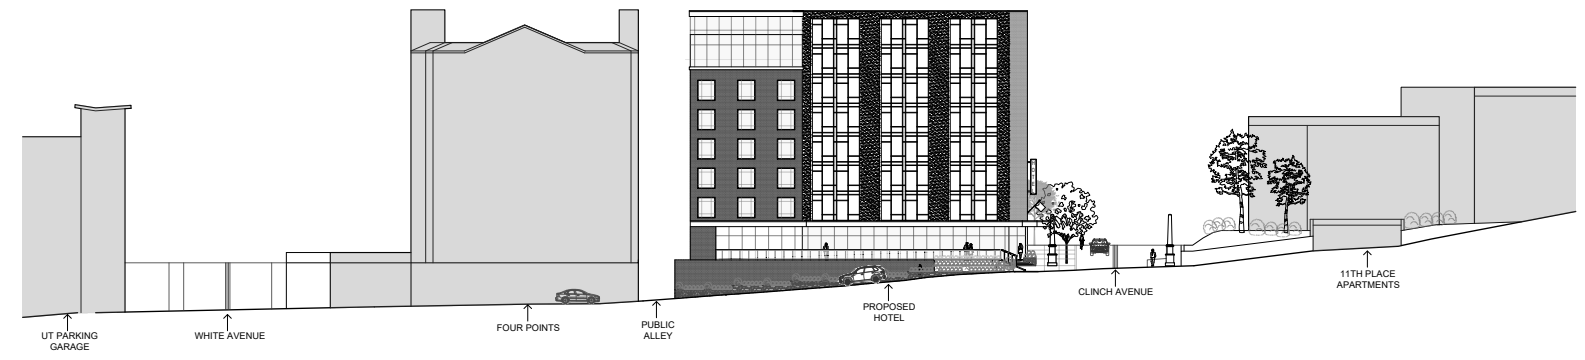 UT PARKING
GARAGE
WHITE AVENUE
FOUR POINTS
PUBLIC
ALLEY
PROPOSED
HOTEL
CLINCH AVENUE
11TH PLACE
APARTMENTS